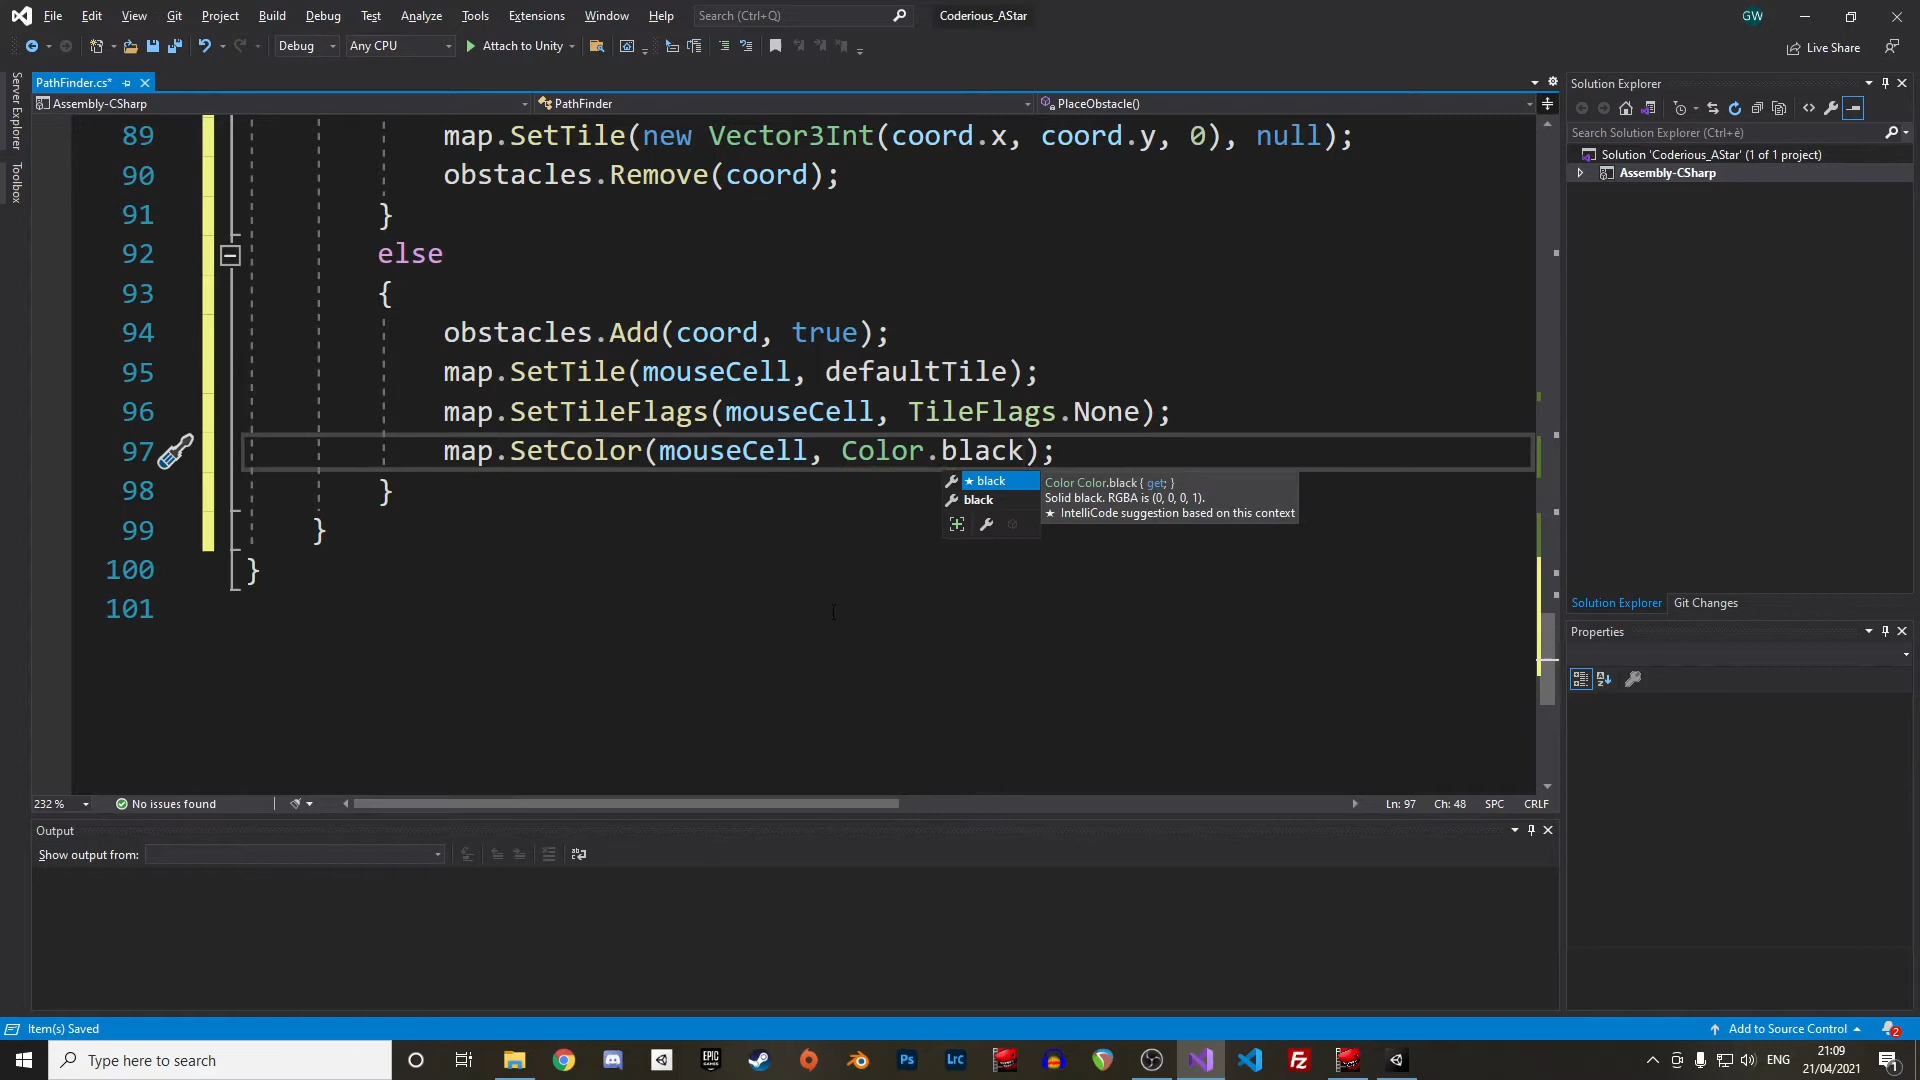 File Edit View Git Project Build Debug Test Analyze Tools Extensions Window Help Search (Ctrl+Q) Coderious_AStar GW
Debug Any CPU Attach to Unity Live Share
Server Explorer
Toolbox
PathFinder.cs*
Assembly-CSharp PathFinder PlaceObstacle()
89 map.SetTile(new Vector3Int(coord.x, coord.y, 0), null);
90 obstacles.Remove(coord);
91 }
92 else
93 {
94 obstacles.Add(coord, true);
95 map.SetTile(mouseCell, defaultTile);
96 map.SetTileFlags(mouseCell, TileFlags.None);
97 map.SetColor(mouseCell, Color.black);
98 }
99 }
100 }
101
★ black
black
Color Color.black { get; }
Solid black. RGBA is (0, 0, 0, 1).
★ IntelliCode suggestion based on this context
232 % No issues found Ln: 97 Ch: 48 SPC CRLF
Output
Show output from:
Solution Explorer
Search Solution Explorer (Ctrl+è)
Solution 'Coderious_AStar' (1 of 1 project)
Assembly-CSharp
Solution Explorer Git Changes
Properties
Item(s) Saved Add to Source Control 2
Type here to search EPIC GAMES Ps Lrc Fz ENG 21:09
21/04/2021 1